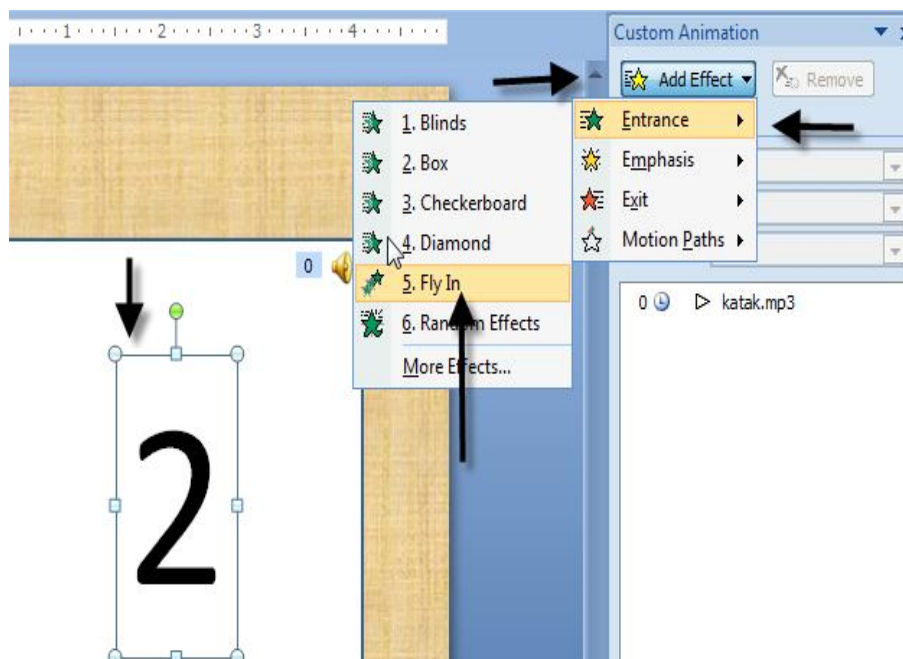 1 2 3 4
Custom Animation
Add Effect Remove
1. Blinds
2. Box
3. Checkerboard
4. Diamond
5. Fly In
6. Random Effects
More Effects...
Entrance
Emphasis
Exit
Motion Paths
0
0 katak.mp3
2